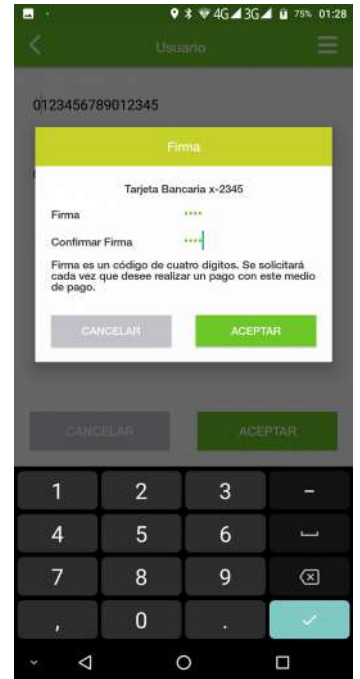 4G 3G 75% 01:28
Usuario
0123456789012345
Firma
Tarjeta Bancaria x-2345
Firma ••••
Confirmar Firma ••••
Firma es un código de cuatro dígitos. Se solicitará
cada vez que desee realizar un pago con este medio
de pago.
CANCELAR ACEPTAR
CANCELAR ACEPTAR
1 2 3 -
4 5 6
7 8 9
, 0 .